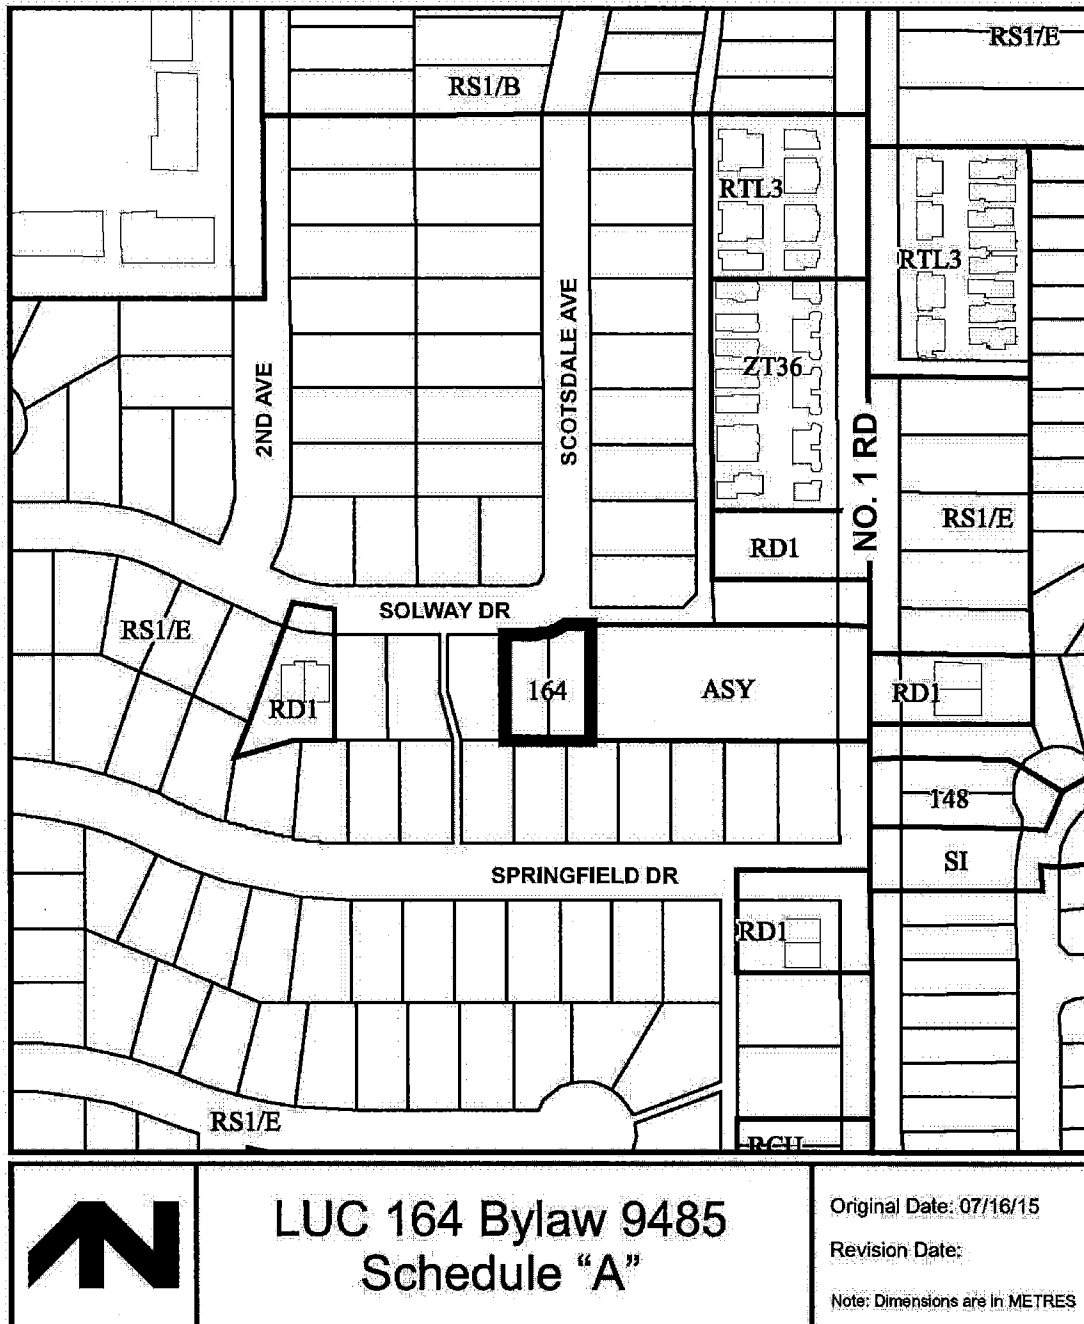 RS1/E
RS1/B
RTL3
RTL3
ZT36
2ND AVE
SCOTSDALE AVE
NO. 1 RD
RS1/E
RD1
SOLWAY DR
RS1/E
164
ASY
RD1
RD1
148
SI
SPRINGFIELD DR
RD1
RS1/E
RCU
LUC 164 Bylaw 9485
Schedule “A”
Original Date: 07/16/15
Revision Date:
Note: Dimensions are in METRES